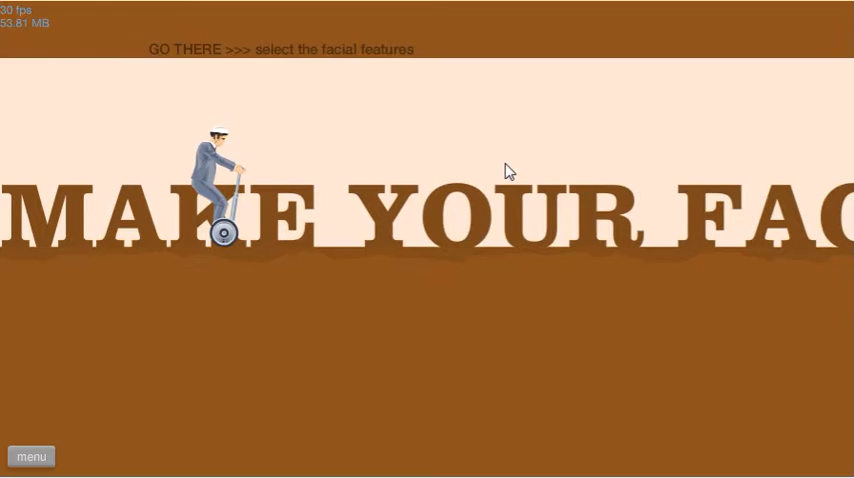 30 fps
53.81 MB
GO THERE >>> select the facial features
MAKE YOUR FAC
menu